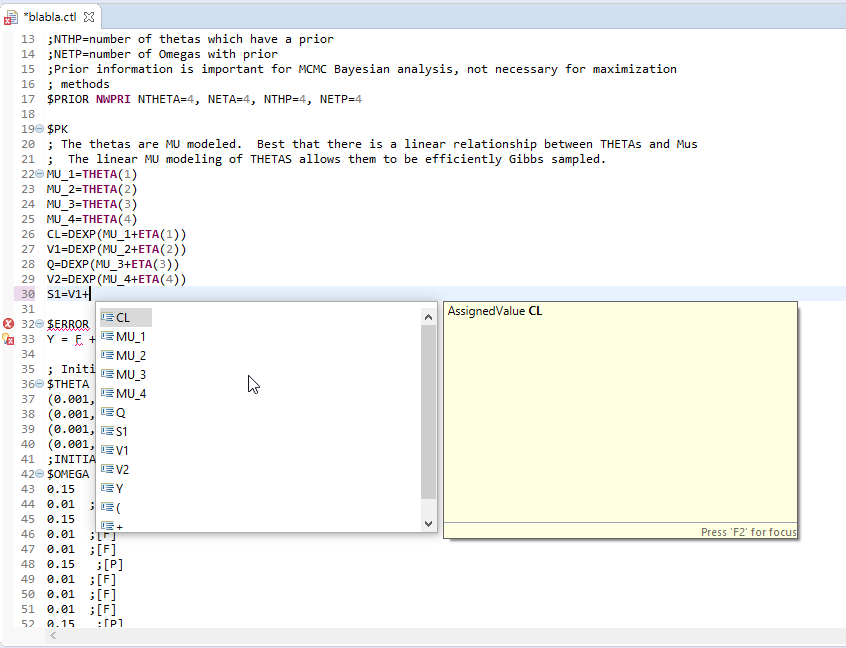 *blabla.ctl
13 ;NTHP=number of thetas which have a prior
14 ;NETP=number of Omegas with prior
15 ;Prior information is important for MCMC Bayesian analysis, not necessary for maximization
16 ; methods
17 $PRIOR NWPRI NTHETA=4, NETA=4, NTHP=4, NETP=4
18
19 $PK
20 ; The thetas are MU modeled.  Best that there is a linear relationship between THETAs and Mus
21 ;  The linear MU modeling of THETAS allows them to be efficiently Gibbs sampled.
22 MU_1=THETA(1)
23 MU_2=THETA(2)
24 MU_3=THETA(3)
25 MU_4=THETA(4)
26 CL=DEXP(MU_1+ETA(1))
27 V1=DEXP(MU_2+ETA(2))
28 Q=DEXP(MU_3+ETA(3))
29 V2=DEXP(MU_4+ETA(4))
30 S1=V1+
31
32 $ERROR
33 Y = F +
34
35 ; Initi
36 $THETA
37 (0.001,
38 (0.001,
39 (0.001,
40 (0.001,
41 ;INITIA
42 $OMEGA
43 0.15
44 0.01  ;
45 0.15
46 0.01  ;[F]
47 0.01  ;[F]
48 0.15   ;[P]
49 0.01  ;[F]
50 0.01  ;[F]
51 0.01  ;[F]
52 0.15   ;[P]
CL
MU_1
MU_2
MU_3
MU_4
Q
S1
V1
V2
Y
(
+
AssignedValue CL
Press 'F2' for focus